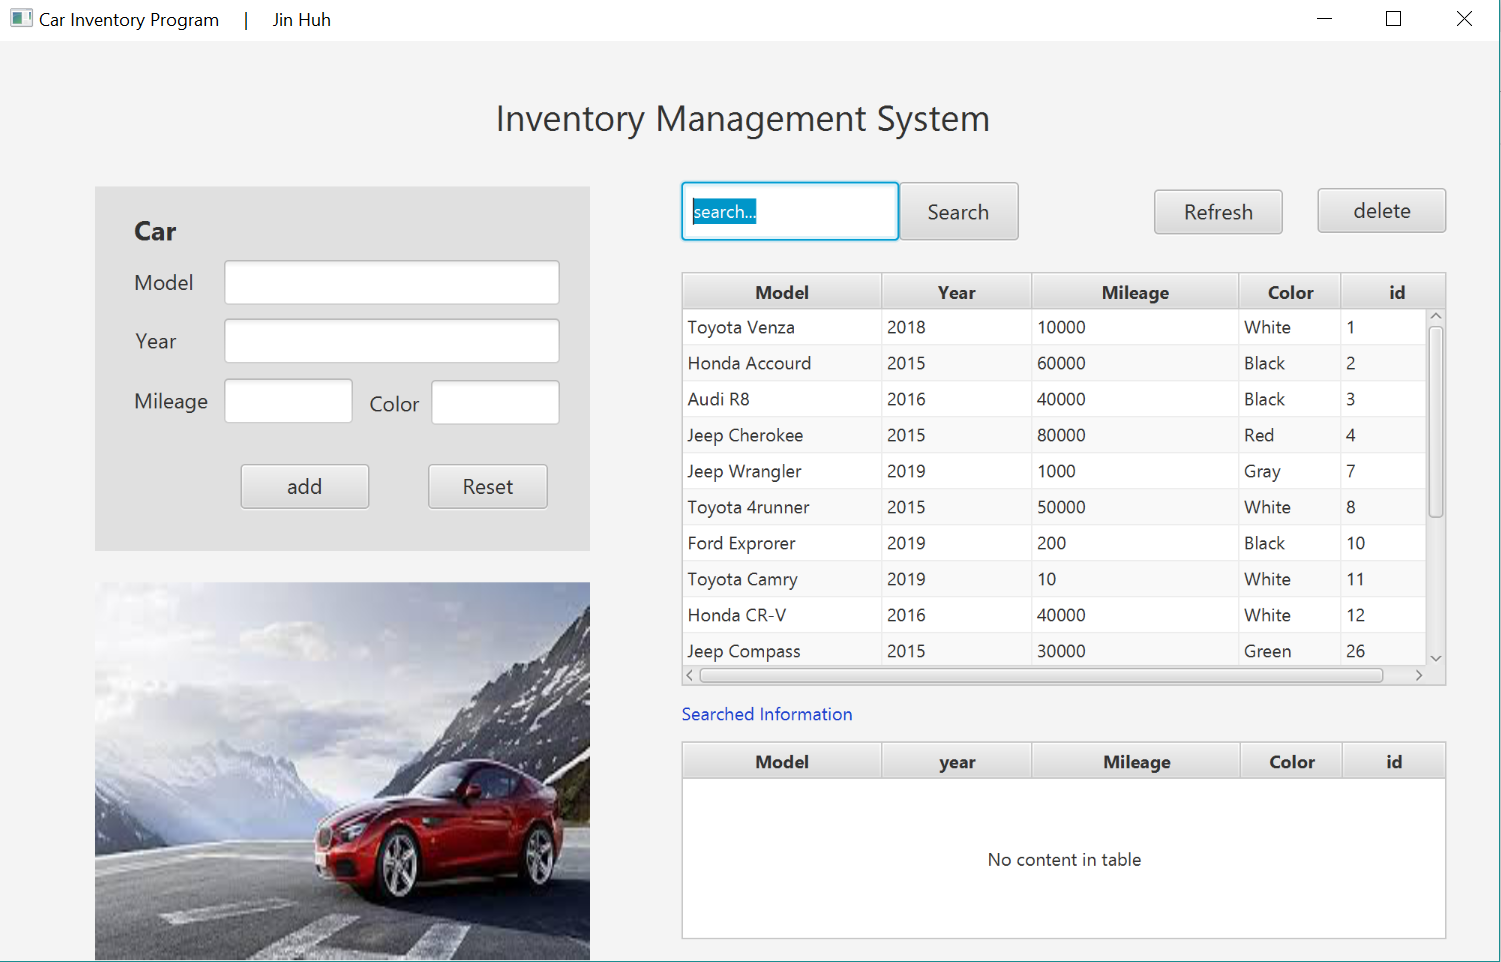 Car Inventory Program | Jin Huh
Inventory Management System
Car
Model
Year
Mileage Color
add Reset
search... Search Refresh delete
Model Year Mileage Color id
Toyota Venza 2018 10000 White 1
Honda Accourd 2015 60000 Black 2
Audi R8 2016 40000 Black 3
Jeep Cherokee 2015 80000 Red 4
Jeep Wrangler 2019 1000 Gray 7
Toyota 4runner 2015 50000 White 8
Ford Exprorer 2019 200 Black 10
Toyota Camry 2019 10 White 11
Honda CR-V 2016 40000 White 12
Jeep Compass 2015 30000 Green 26
Searched Information
Model year Mileage Color id
No content in table